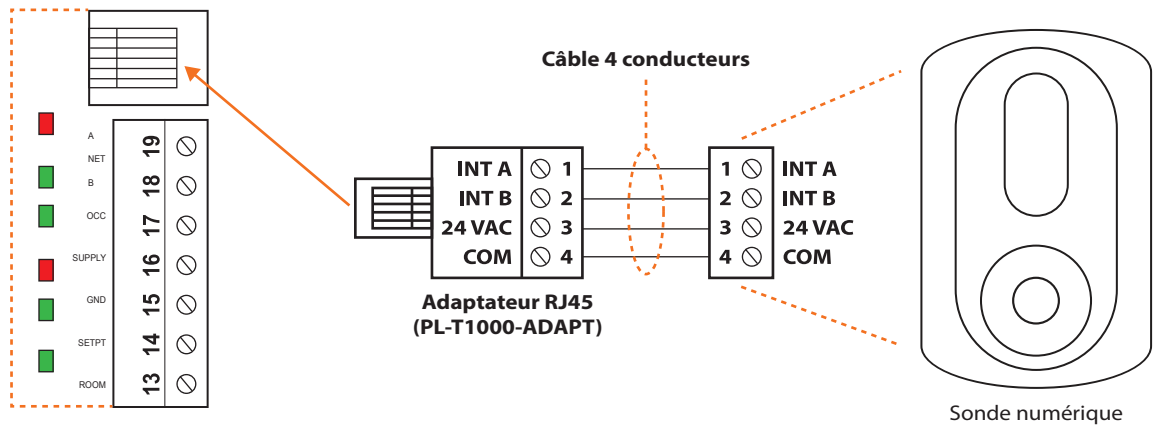 Câble 4 conducteurs
A
NET
B
OCC
SUPPLY
GND
SETPT
ROOM
19
18
17
16
15
14
13
INT A 1
INT B 2
24 VAC 3
COM 4
Adaptateur RJ45
(PL-T1000-ADAPT)
1 INT A
2 INT B
3 24 VAC
4 COM
Sonde numérique